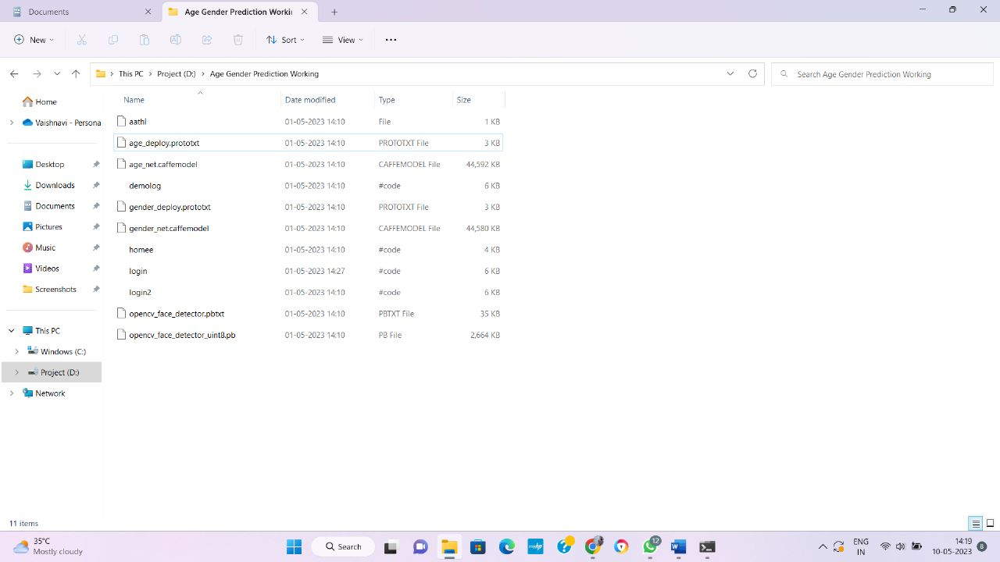 Documents
Age Gender Prediction Workin
New
Sort
View
This PC > Project (D:) > Age Gender Prediction Working
Search Age Gender Prediction Working
Home
Vaishnavi - Persona
Desktop
Downloads
Documents
Pictures
Music
Videos
Screenshots
This PC
Windows (C:)
Project (D:)
Network
Name Date modified Type Size
aathi 01-05-2023 14:10 File 1 KB
age_deploy.prototxt 01-05-2023 14:10 PROTOTXT File 3 KB
age_net.caffemodel 01-05-2023 14:10 CAFFEMODEL File 44,592 KB
demolog 01-05-2023 14:10 #code 6 KB
gender_deploy.prototxt 01-05-2023 14:10 PROTOTXT File 3 KB
gender_net.caffemodel 01-05-2023 14:10 CAFFEMODEL File 44,580 KB
homee 01-05-2023 14:10 #code 4 KB
login 01-05-2023 14:27 #code 6 KB
login2 01-05-2023 14:10 #code 6 KB
opencv_face_detector.pbtxt 01-05-2023 14:10 PBTXT File 35 KB
opencv_face_detector_uint8.pb 01-05-2023 14:10 PB File 2,664 KB
11 items
35°C
Mostly cloudy
Search
myhp
12
W
ENG
IN
14:19
10-05-2023
8